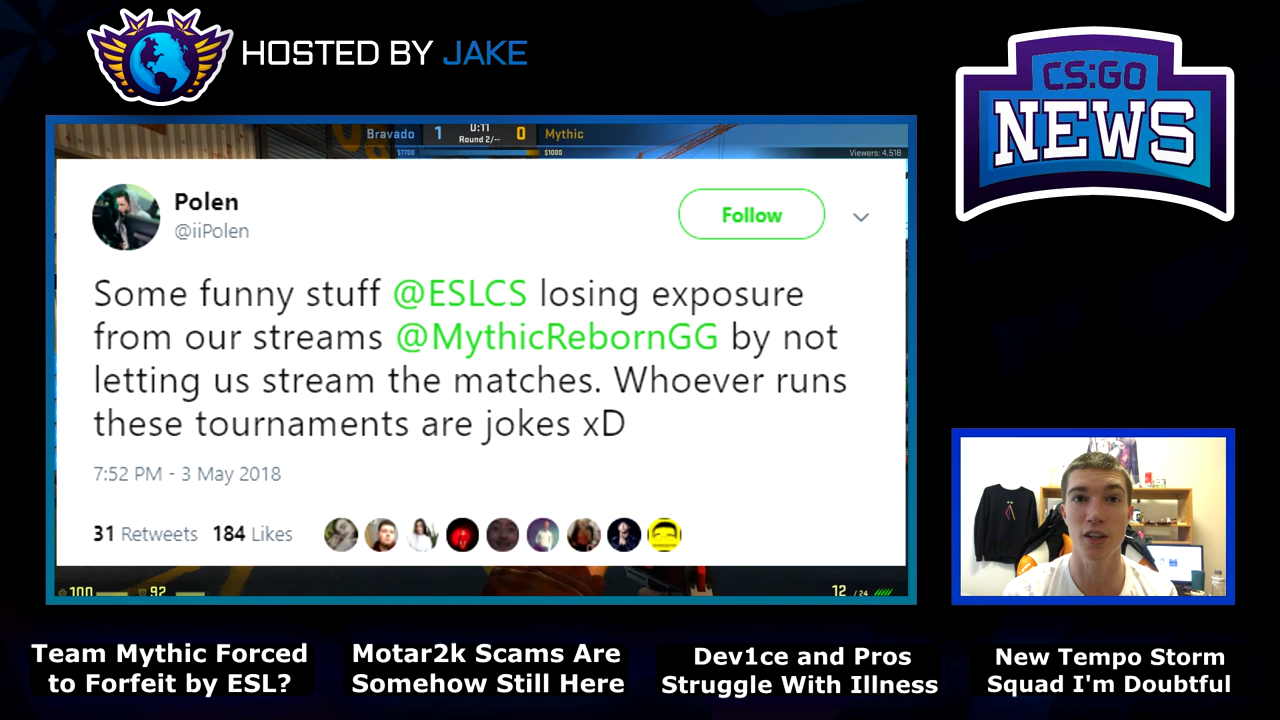 HOSTED BY JAKE
CS:GO
NEWS
Bravado 1 0:11 0 Mythic
Round 2/--
$7700 $1000
Viewers: 4,518
Polen
@iiPolen
Follow
Some funny stuff @ESLCS losing exposure
from our streams @MythicRebornGG by not
letting us stream the matches. Whoever runs
these tournaments are jokes xD
7:52 PM - 3 May 2018
31 Retweets 184 Likes
100 92 12 / 24
Team Mythic Forced
to Forfeit by ESL?
Motar2k Scams Are
Somehow Still Here
Dev1ce and Pros
Struggle With Illness
New Tempo Storm
Squad I'm Doubtful